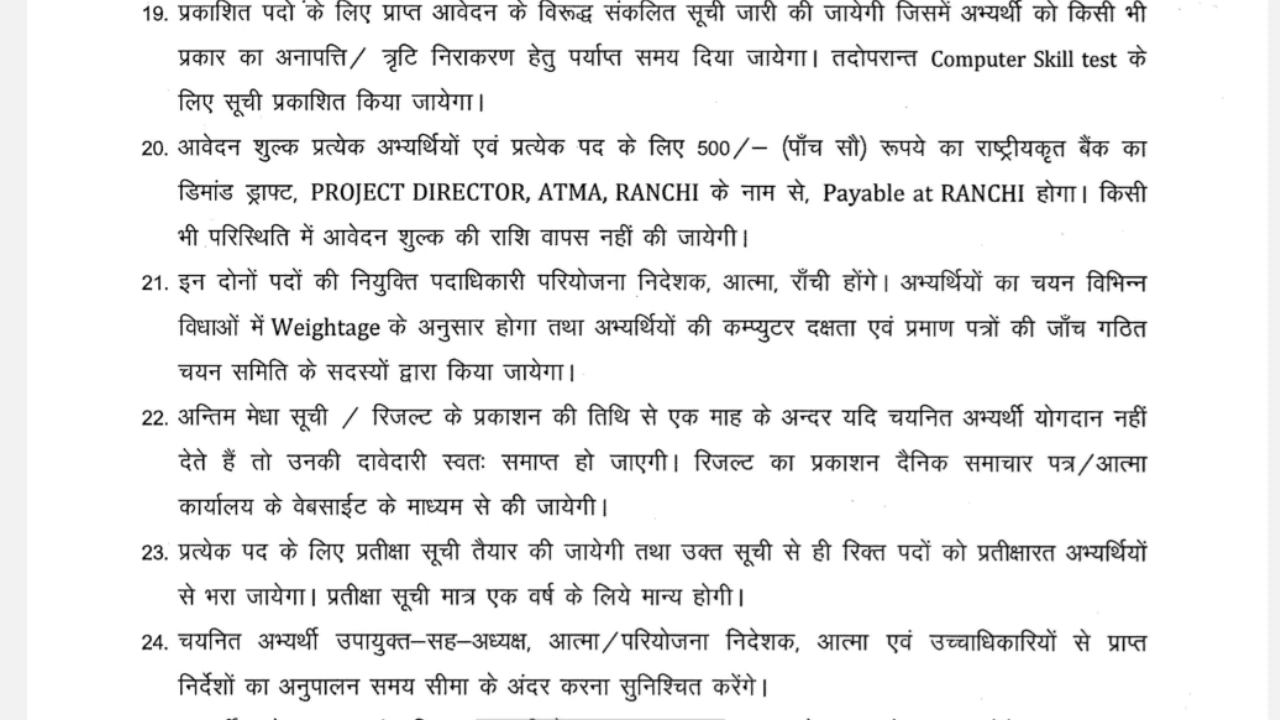 19. प्रकाशित पदों के लिए प्राप्त आवेदन के विरूद्ध संकलित सूची जारी की जायेगी जिसमें अभ्यर्थी को किसी भी
प्रकार का अनापत्ति/ त्रृटि निराकरण हेतु पर्याप्त समय दिया जायेगा। तदोपरान्त Computer Skill test के
लिए सूची प्रकाशित किया जायेगा।
20. आवेदन शुल्क प्रत्येक अभ्यर्थियों एवं प्रत्येक पद के लिए 500/– (पाँच सौ) रूपये का राष्ट्रीयकृत बैंक का
डिमांड ड्राफ्ट, PROJECT DIRECTOR, ATMA, RANCHI के नाम से, Payable at RANCHI होगा। किसी
भी परिस्थिति में आवेदन शुल्क की राशि वापस नहीं की जायेगी।
21. इन दोनों पदों की नियुक्ति पदाधिकारी परियोजना निदेशक, आत्मा, राँची होंगे। अभ्यर्थियों का चयन विभिन्न
विधाओं में Weightage के अनुसार होगा तथा अभ्यर्थियों की कम्प्युटर दक्षता एवं प्रमाण पत्रों की जाँच गठित
चयन समिति के सदस्यों द्वारा किया जायेगा।
22. अन्तिम मेधा सूची / रिजल्ट के प्रकाशन की तिथि से एक माह के अन्दर यदि चयनित अभ्यर्थी योगदान नहीं
देते हैं तो उनकी दावेदारी स्वतः समाप्त हो जाएगी। रिजल्ट का प्रकाशन दैनिक समाचार पत्र/आत्मा
कार्यालय के वेबसाईट के माध्यम से की जायेगी।
23. प्रत्येक पद के लिए प्रतीक्षा सूची तैयार की जायेगी तथा उक्त सूची से ही रिक्त पदों को प्रतीक्षारत अभ्यर्थियों
से भरा जायेगा। प्रतीक्षा सूची मात्र एक वर्ष के लिये मान्य होगी।
24. चयनित अभ्यर्थी उपायुक्त–सह–अध्यक्ष, आत्मा/परियोजना निदेशक, आत्मा एवं उच्चाधिकारियों से प्राप्त
निर्देशों का अनुपालन समय सीमा के अंदर करना सुनिश्चित करेंगे।